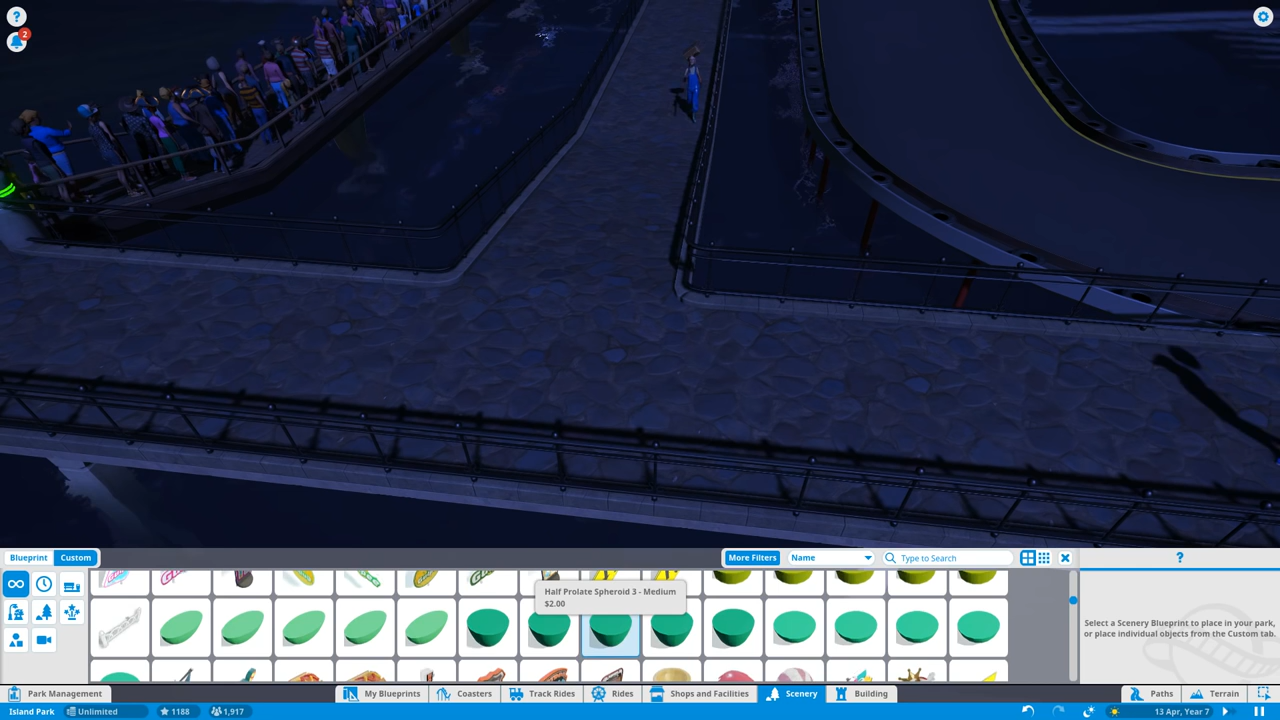 ?
2
Blueprint
Custom
More Filters
Name
Type to Search
?
Half Prolate Spheroid 3 - Medium
$2.00
Select a Scenery Blueprint to place in your park,
or place individual objects from the Custom tab.
Park Management
My Blueprints
Coasters
Track Rides
Rides
Shops and Facilities
Scenery
Building
Paths
Terrain
Island Park
Unlimited
1188
1,917
13 Apr, Year 7